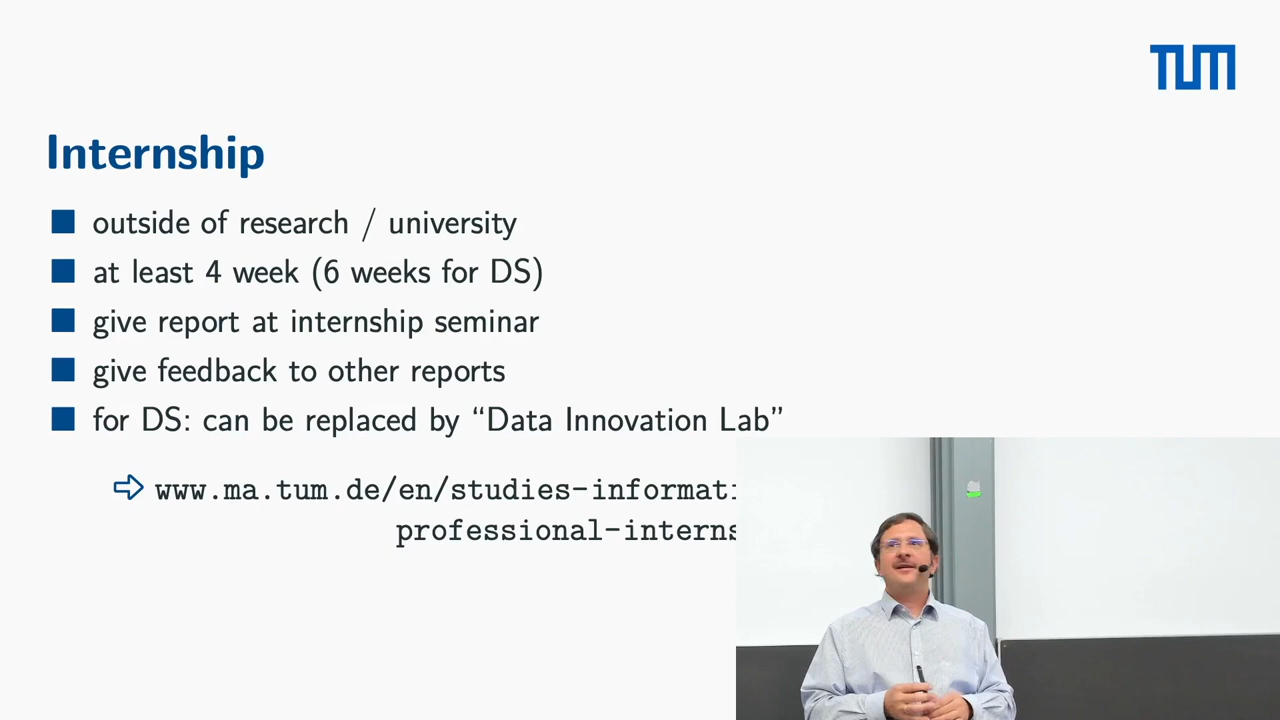 TUM
Internship
outside of research / university
at least 4 week (6 weeks for DS)
give report at internship seminar
give feedback to other reports
for DS: can be replaced by “Data Innovation Lab”
www.ma.tum.de/en/studies-informati
professional-interns